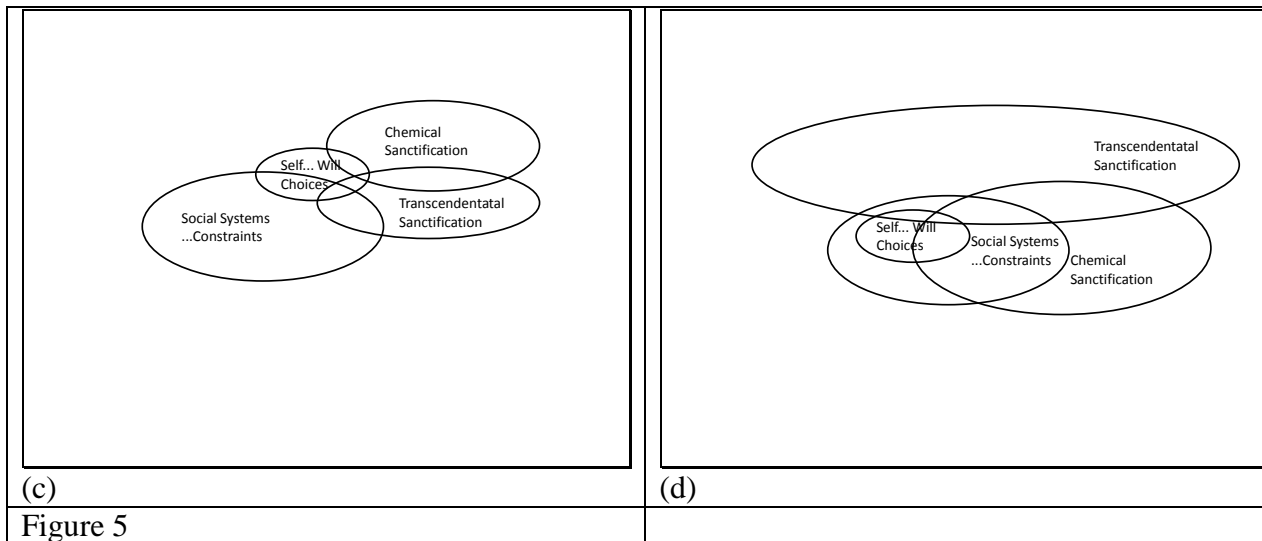 Chemical
Sanctification
Self... Will
Choices
Transcendentatal
Sanctification
Social Systems
...Constraints
(c)
Transcendentatal
Sanctification
Self... Will
Choices
Social Systems
...Constraints
Chemical
Sanctification
(d)
Figure 5